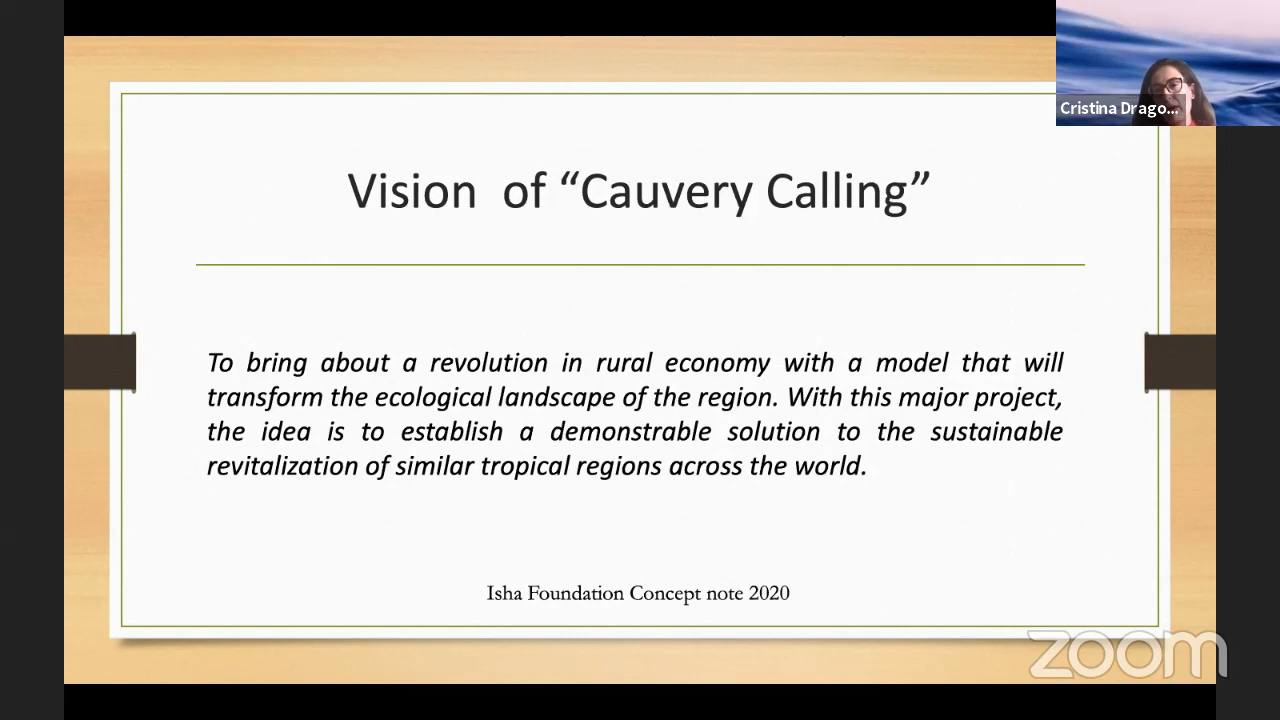 Cristina Drago...
Vision of “Cauvery Calling”
To bring about a revolution in rural economy with a model that will
transform the ecological landscape of the region. With this major project,
the idea is to establish a demonstrable solution to the sustainable
revitalization of similar tropical regions across the world.
Isha Foundation Concept note 2020
zoom